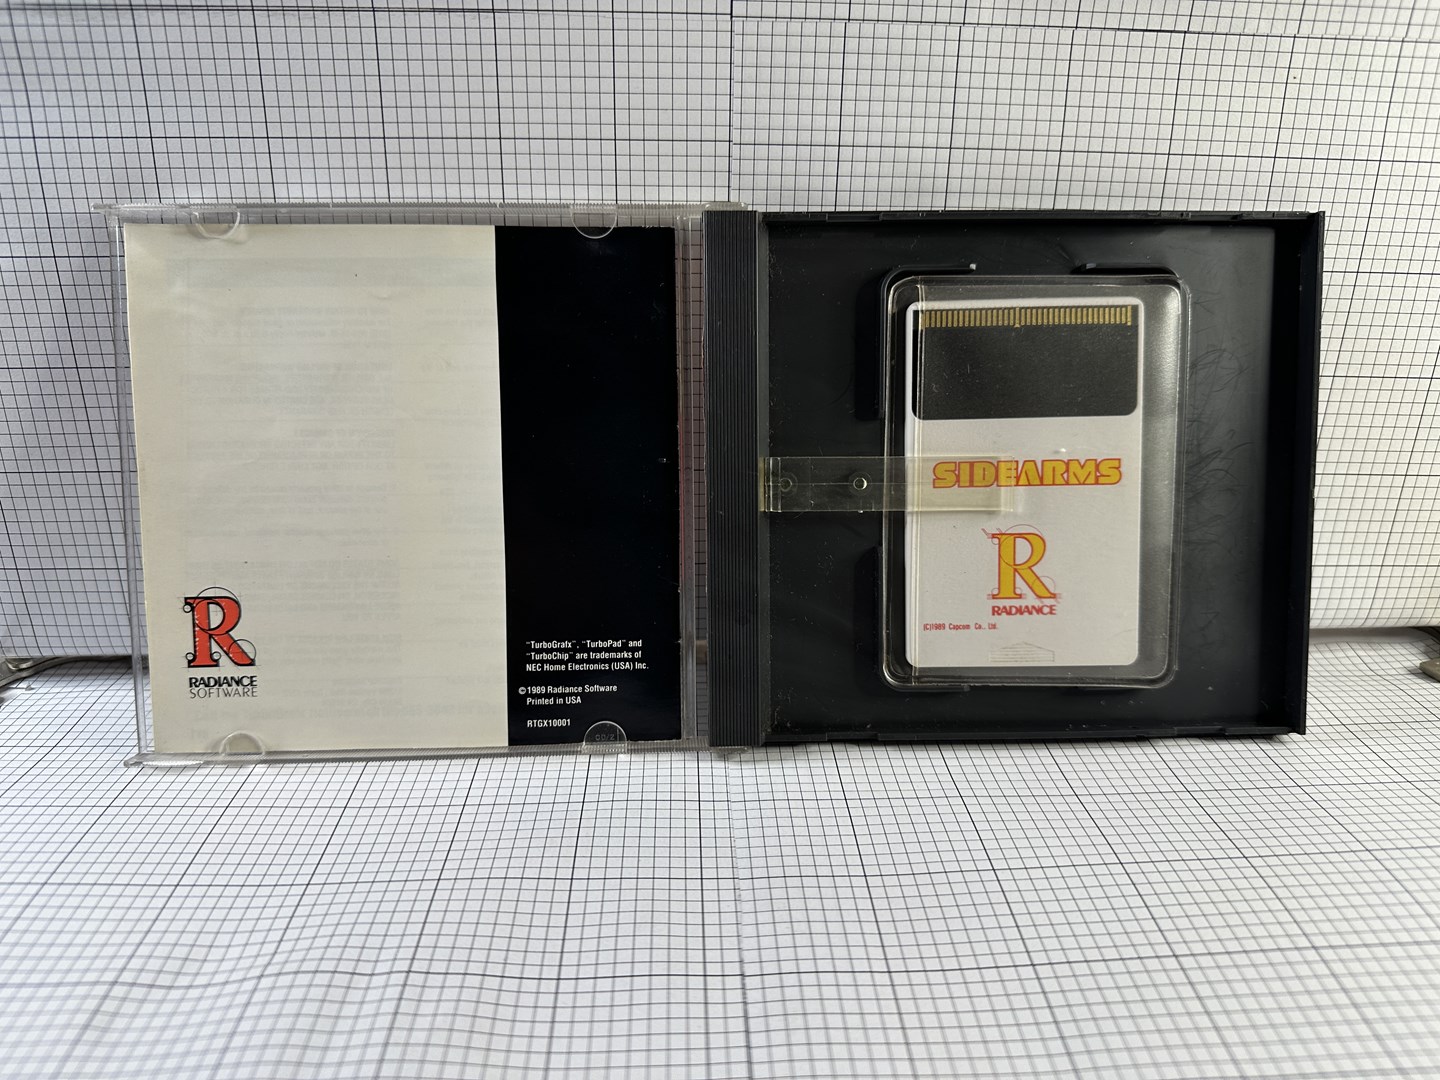 RADIANCE
SOFTWARE
"TurboGrafx", "TurboPad" and
"TurboChip" are trademarks of
NEC Home Electronics (USA) Inc.
©1989 Radiance Software
Printed in USA
RTGX10001
SIDEARMS
R
RADIANCE
(C)1989 Capcom Co., Ltd.